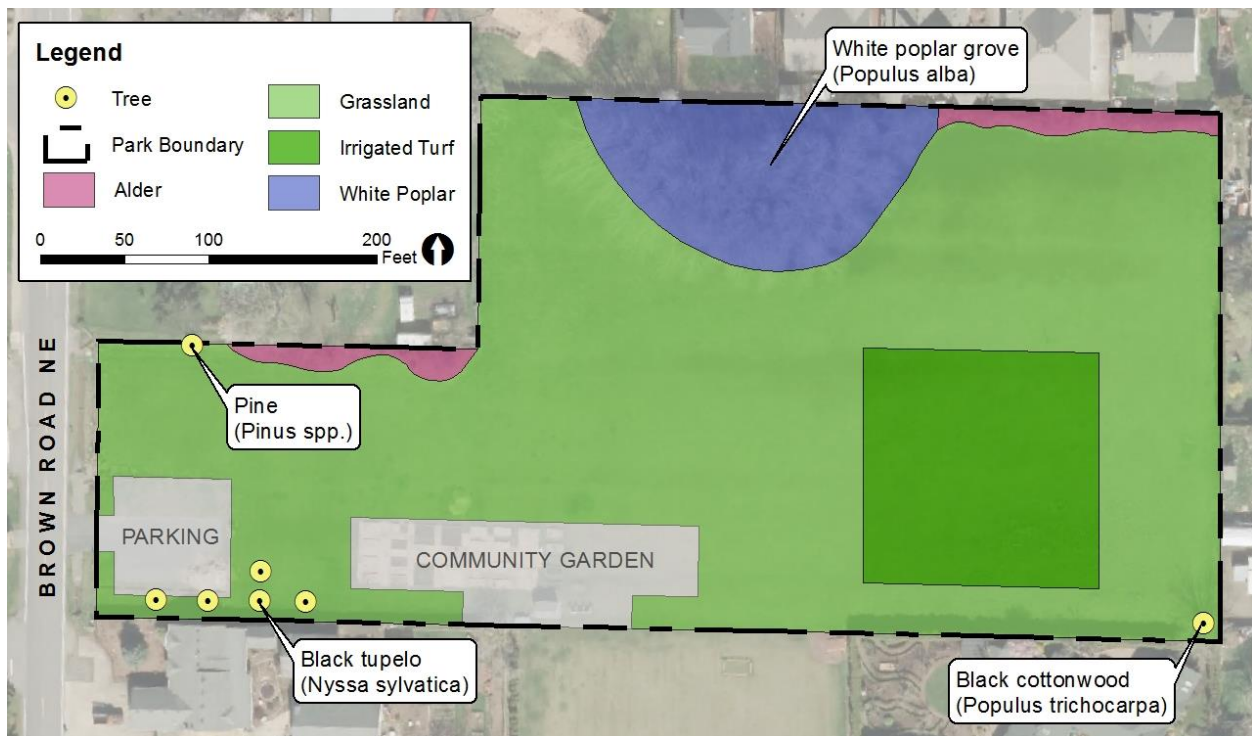 Legend
Tree
Park Boundary
Alder
Grassland
Irrigated Turf
White Poplar
0 50 100 200
Feet
White poplar grove
(Populus alba)
Pine
(Pinus spp.)
BROWN ROAD NE
PARKING
COMMUNITY GARDEN
Black tupelo
(Nyssa sylvatica)
Black cottonwood
(Populus trichocarpa)